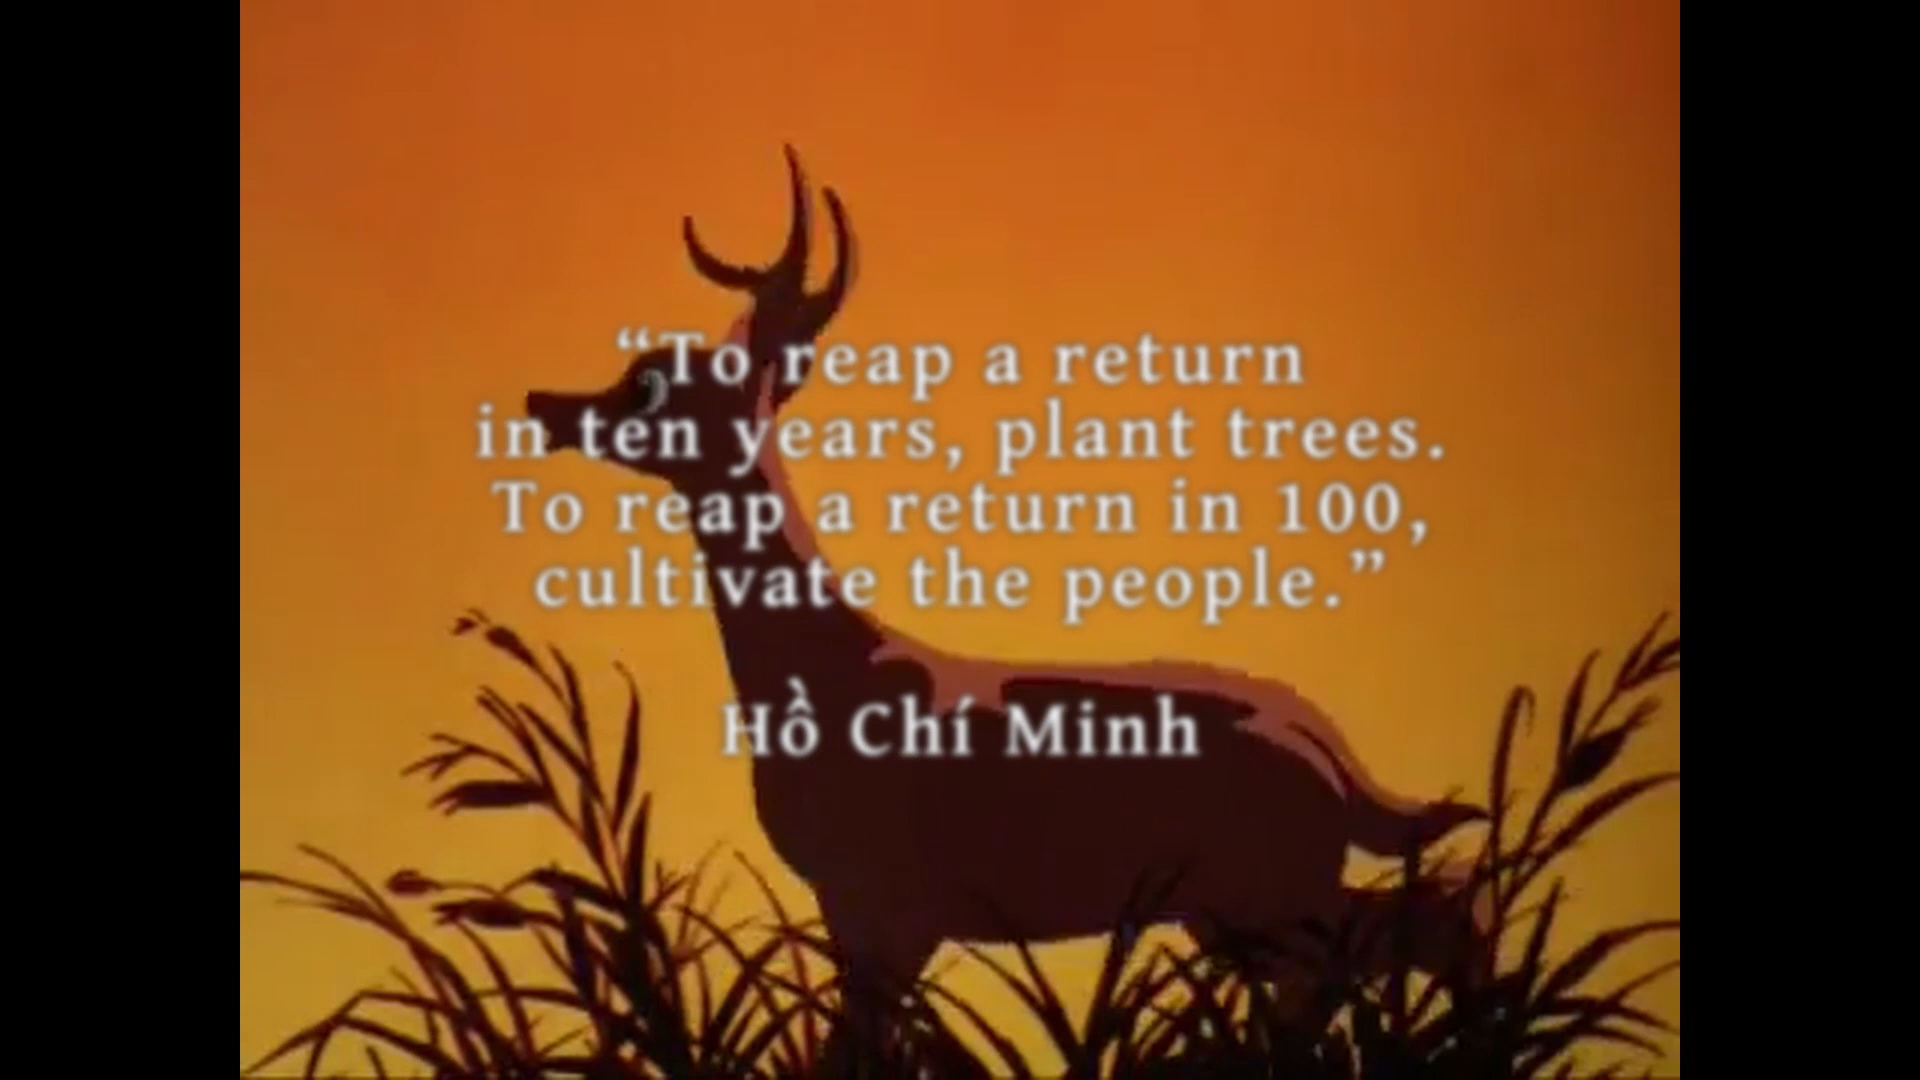 “To reap a return
in ten years, plant trees.
To reap a return in 100,
cultivate the people.”
Hồ Chí Minh